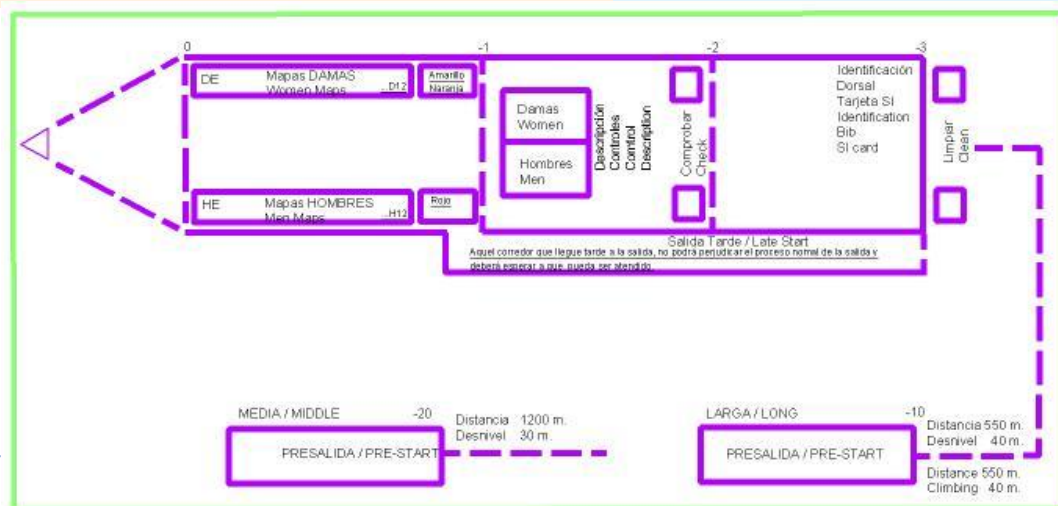 0
-1
-2
-3
DE
Mapas DAMAS
Women Maps
...D12
Amarillo
Naranja
Damas
Women
Hombres
Men
Descripción
Controles
Comtrol
Description
Comprobar
Check
Identificación
Dorsal
Tarjeta SI
Identification
Bib
SI card
Limpiar
Clean
HE
Mapas HOMBRES
Men Maps
...H12
Rojo
Salida Tarde / Late Start
Aquel corredor que llegue tarde a la salida, no podrá perjudicar el proceso normal de la salida y
deberá esperar a que pueda ser atendido.
MEDIA / MIDDLE
-20
PRESALIDA / PRE-START
Distancia 1200 m.
Desnivel 30 m.
LARGA / LONG
-10
PRESALIDA / PRE-START
Distancia 550 m.
Desnivel 40 m.
Distance 550 m.
Climbing 40 m.